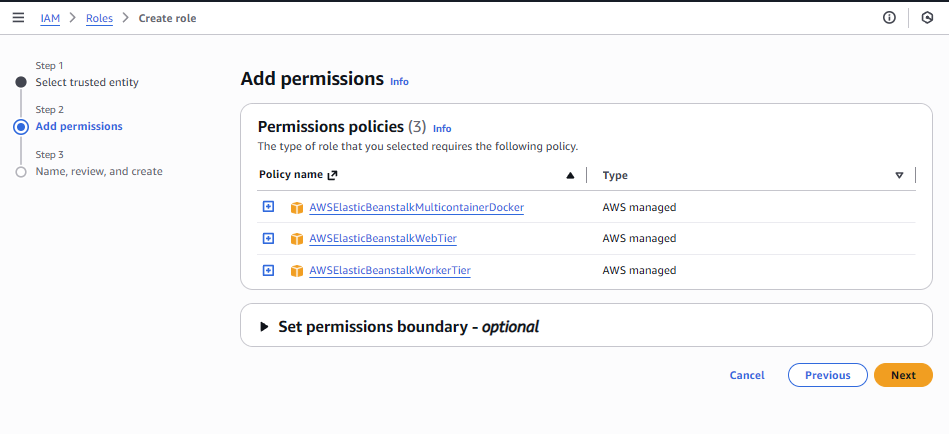 IAM > Roles > Create role
Step 1
Select trusted entity
Step 2
Add permissions
Step 3
Name, review, and create
Add permissions Info
Permissions policies (3) Info
The type of role that you selected requires the following policy.
Policy name Type
AWSElasticBeanstalkMulticontainerDocker AWS managed
AWSElasticBeanstalkWebTier AWS managed
AWSElasticBeanstalkWorkerTier AWS managed
Set permissions boundary - optional
Cancel Previous Next